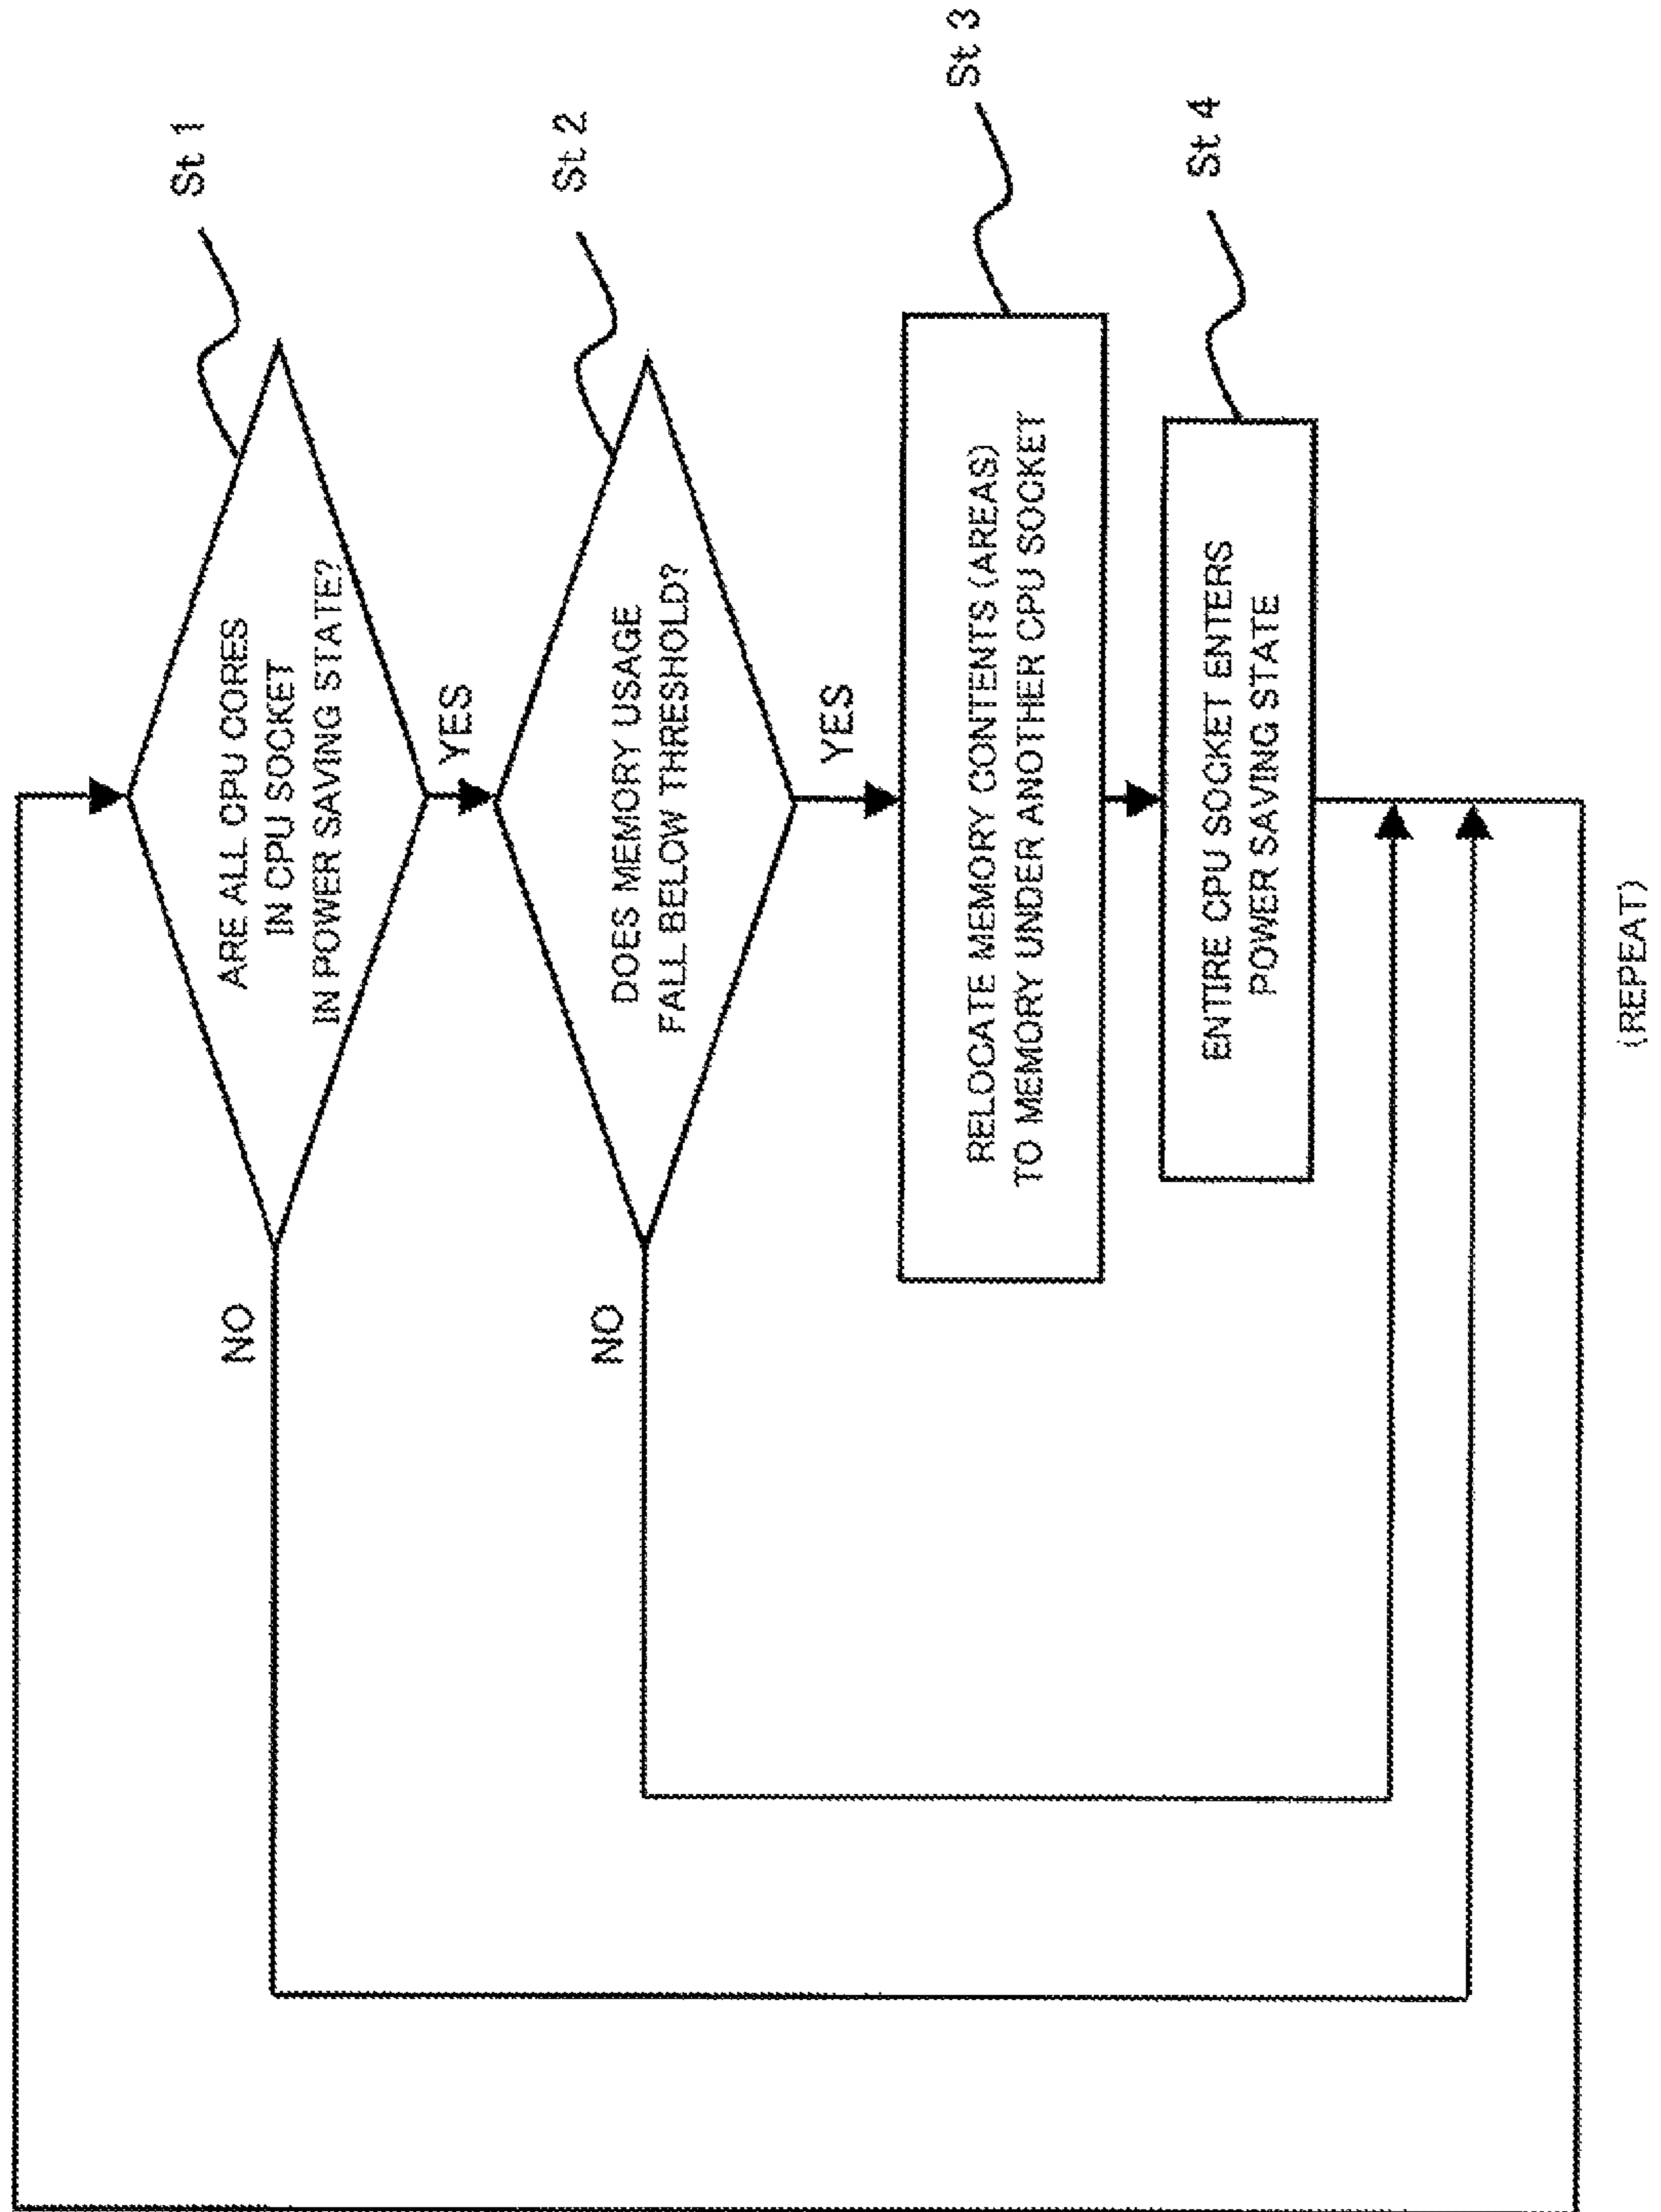 St 1
ARE ALL CPU CORES
IN CPU SOCKET
IN POWER SAVING STATE?
NO
YES
St 2
DOES MEMORY USAGE
FALL BELOW THRESHOLD?
NO
YES
St 3
RELOCATE MEMORY CONTENTS (AREAS)
TO MEMORY UNDER ANOTHER CPU SOCKET
St 4
ENTIRE CPU SOCKET ENTERS
POWER SAVING STATE
(REPEAT)